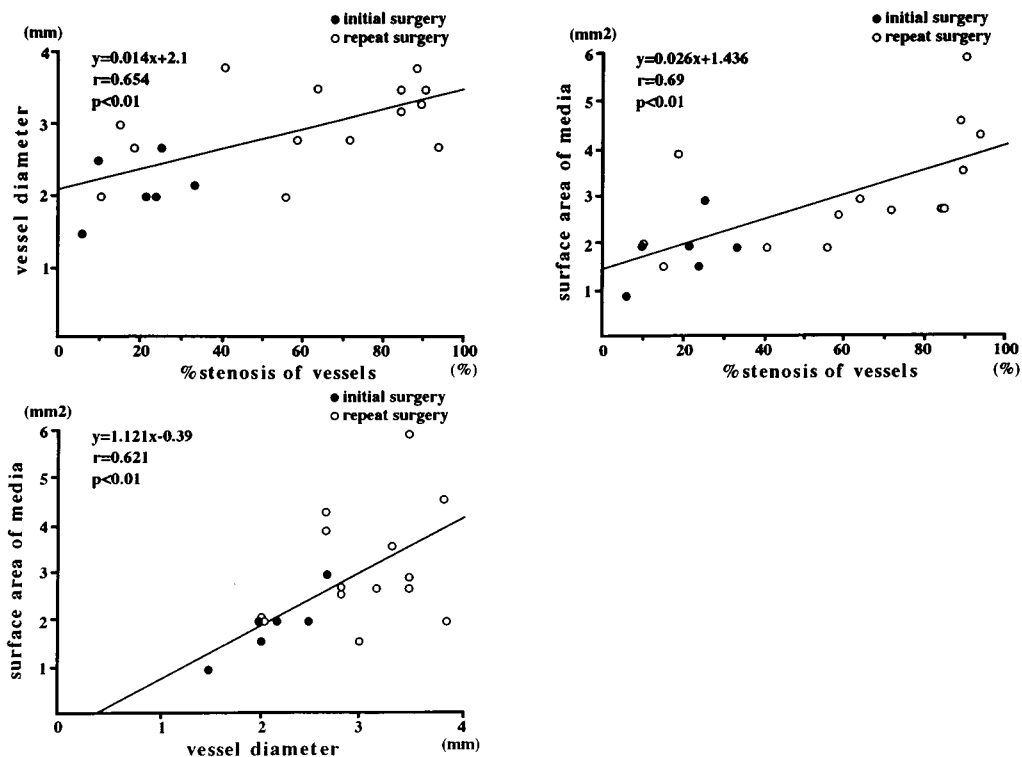 ● initial surgery
○ repeat surgery
(mm)
y=0.014x+2.1
r=0.654
p<0.01
vessel diameter
4
3
2
1
0 20 40 60 80 100
%stenosis of vessels (%)
● initial surgery
○ repeat surgery
(mm2)
y=0.026x+1.436
r=0.69
p<0.01
surface area of media
6
5
4
3
2
1
0 20 40 60 80 100
%stenosis of vessels (%)
● initial surgery
○ repeat surgery
(mm2)
y=1.121x-0.39
r=0.621
p<0.01
surface area of media
6
5
4
3
2
1
0 1 2 3 4
vessel diameter (mm)